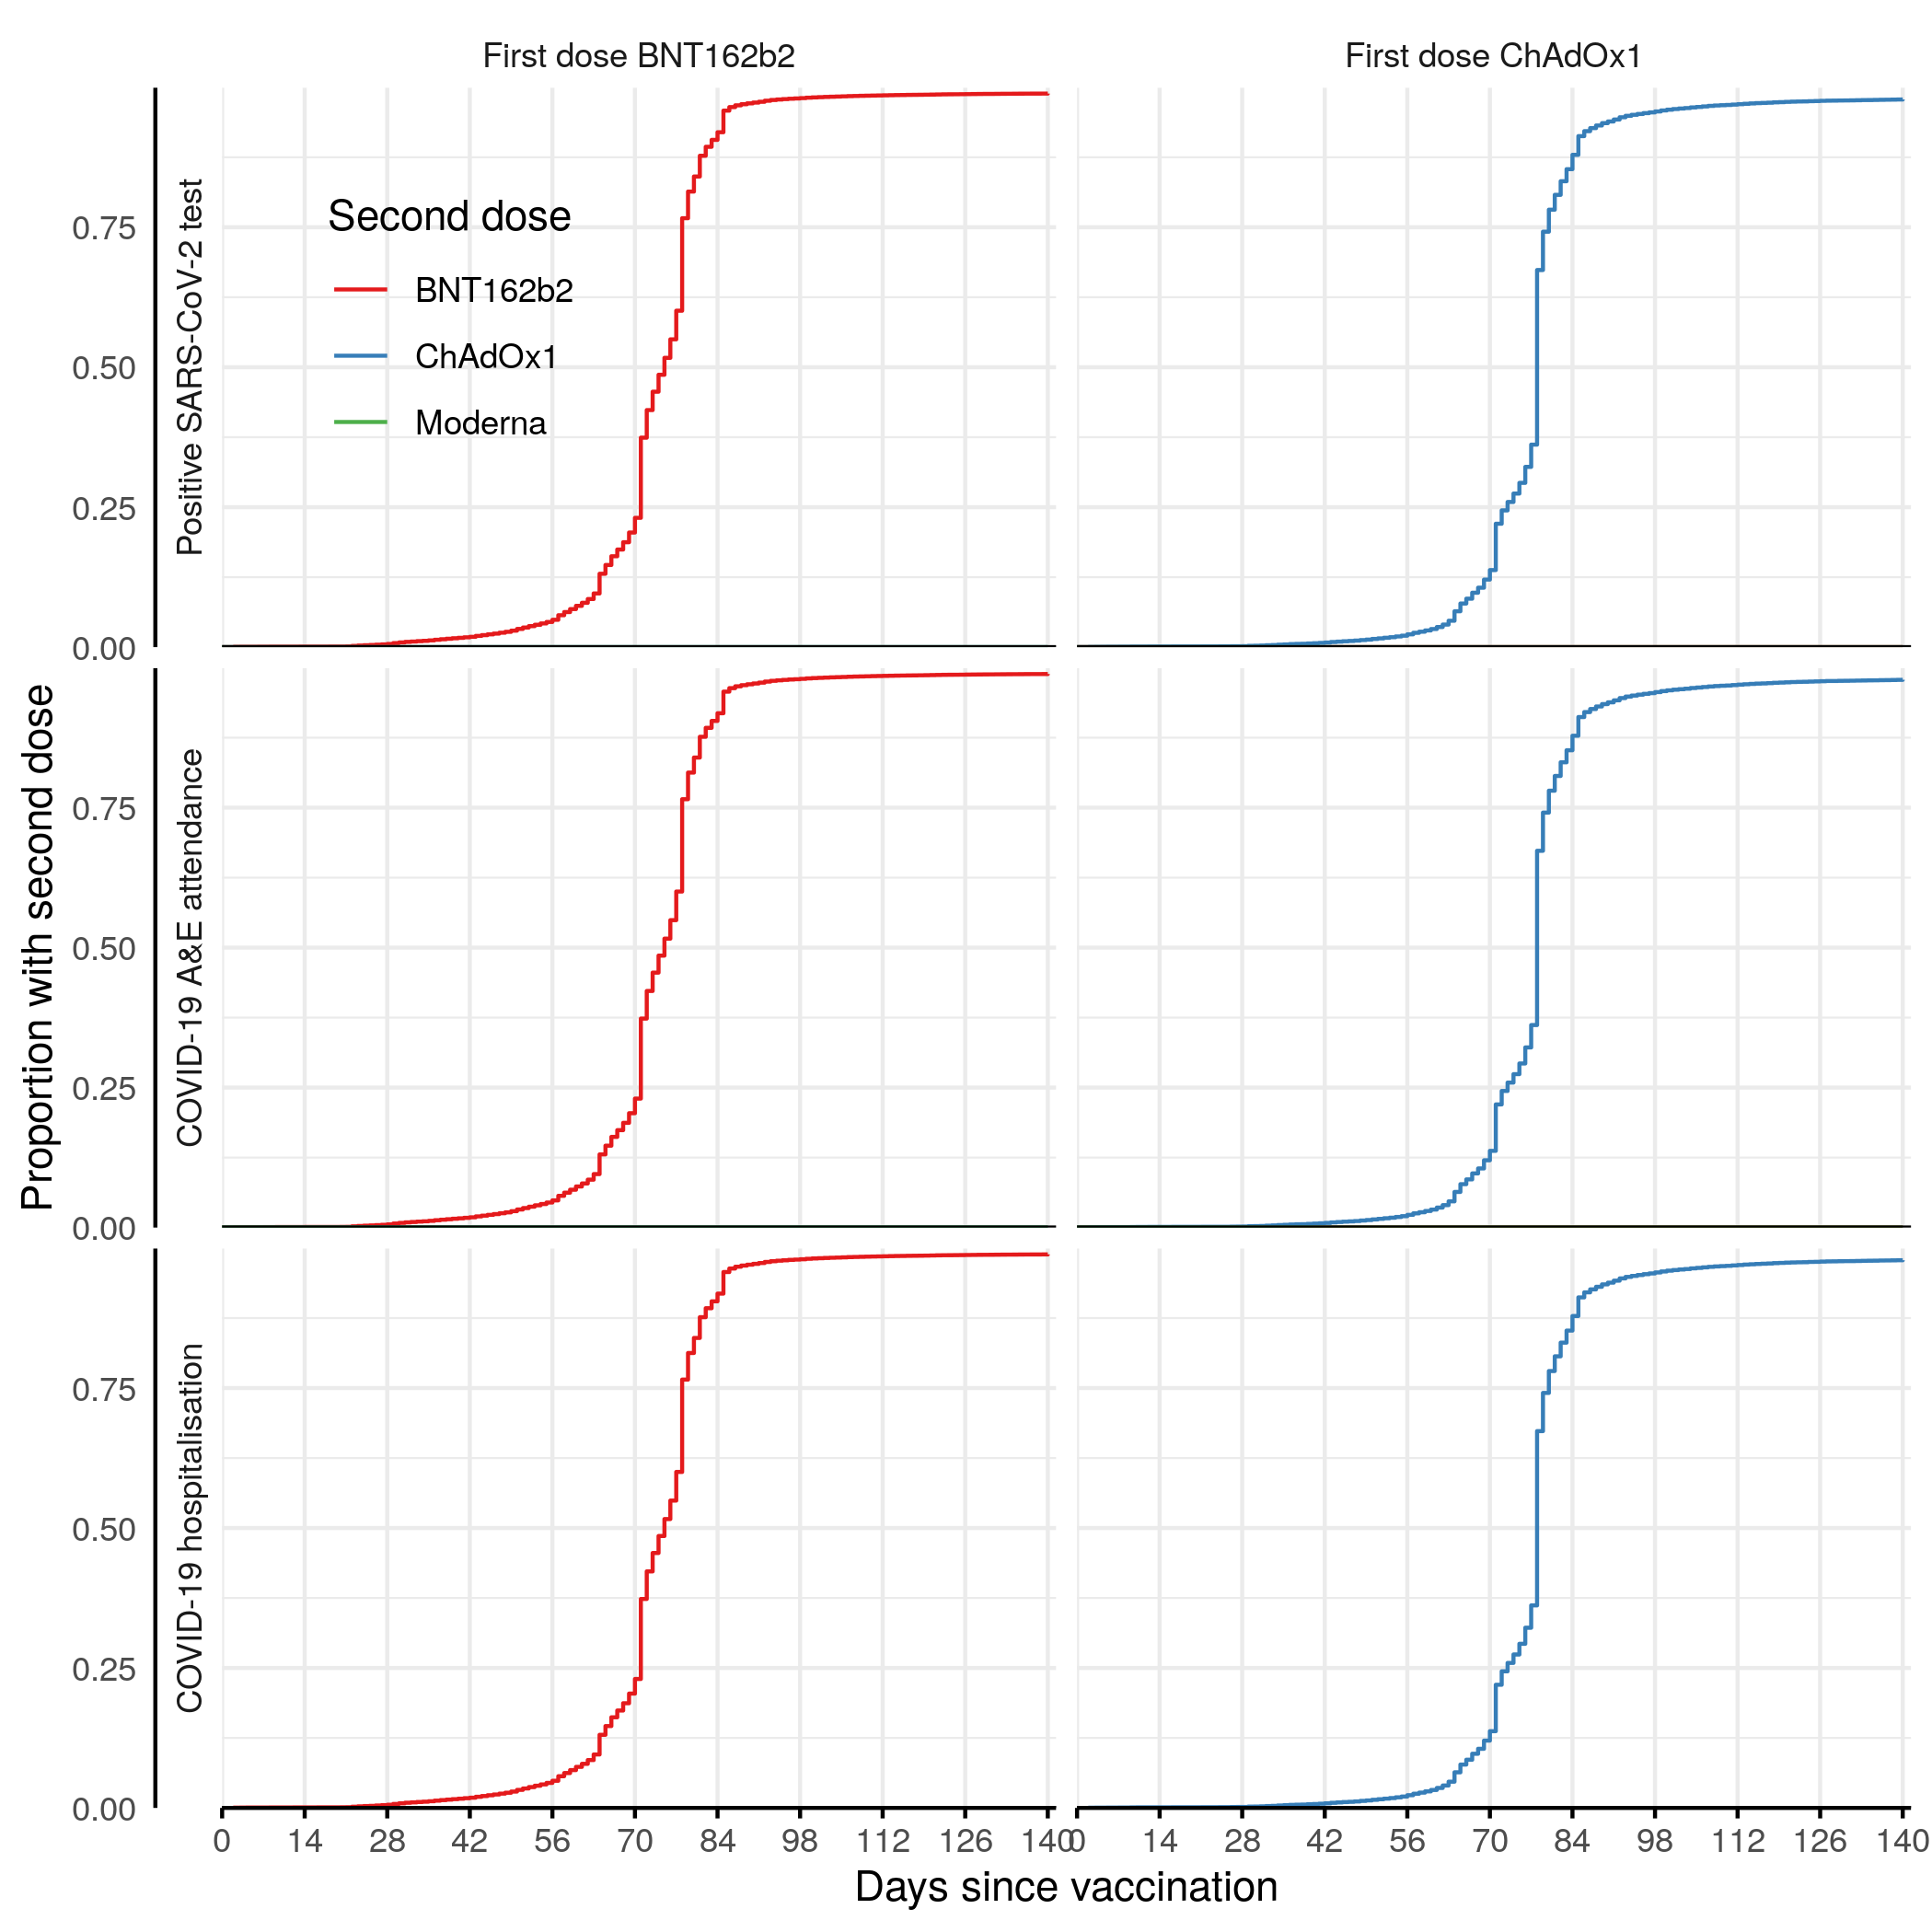 First dose BNT162b2
First dose ChAdOx1
Proportion with second dose
Positive SARS-CoV-2 test
0.75
0.50
0.25
0.00
Second dose
BNT162b2
ChAdOx1
Moderna
COVID-19 A&E attendance
0.75
0.50
0.25
0.00
COVID-19 hospitalisation
0.75
0.50
0.25
0.00
0 14 28 42 56 70 84 98 112 126 140
0 14 28 42 56 70 84 98 112 126 140
Days since vaccination